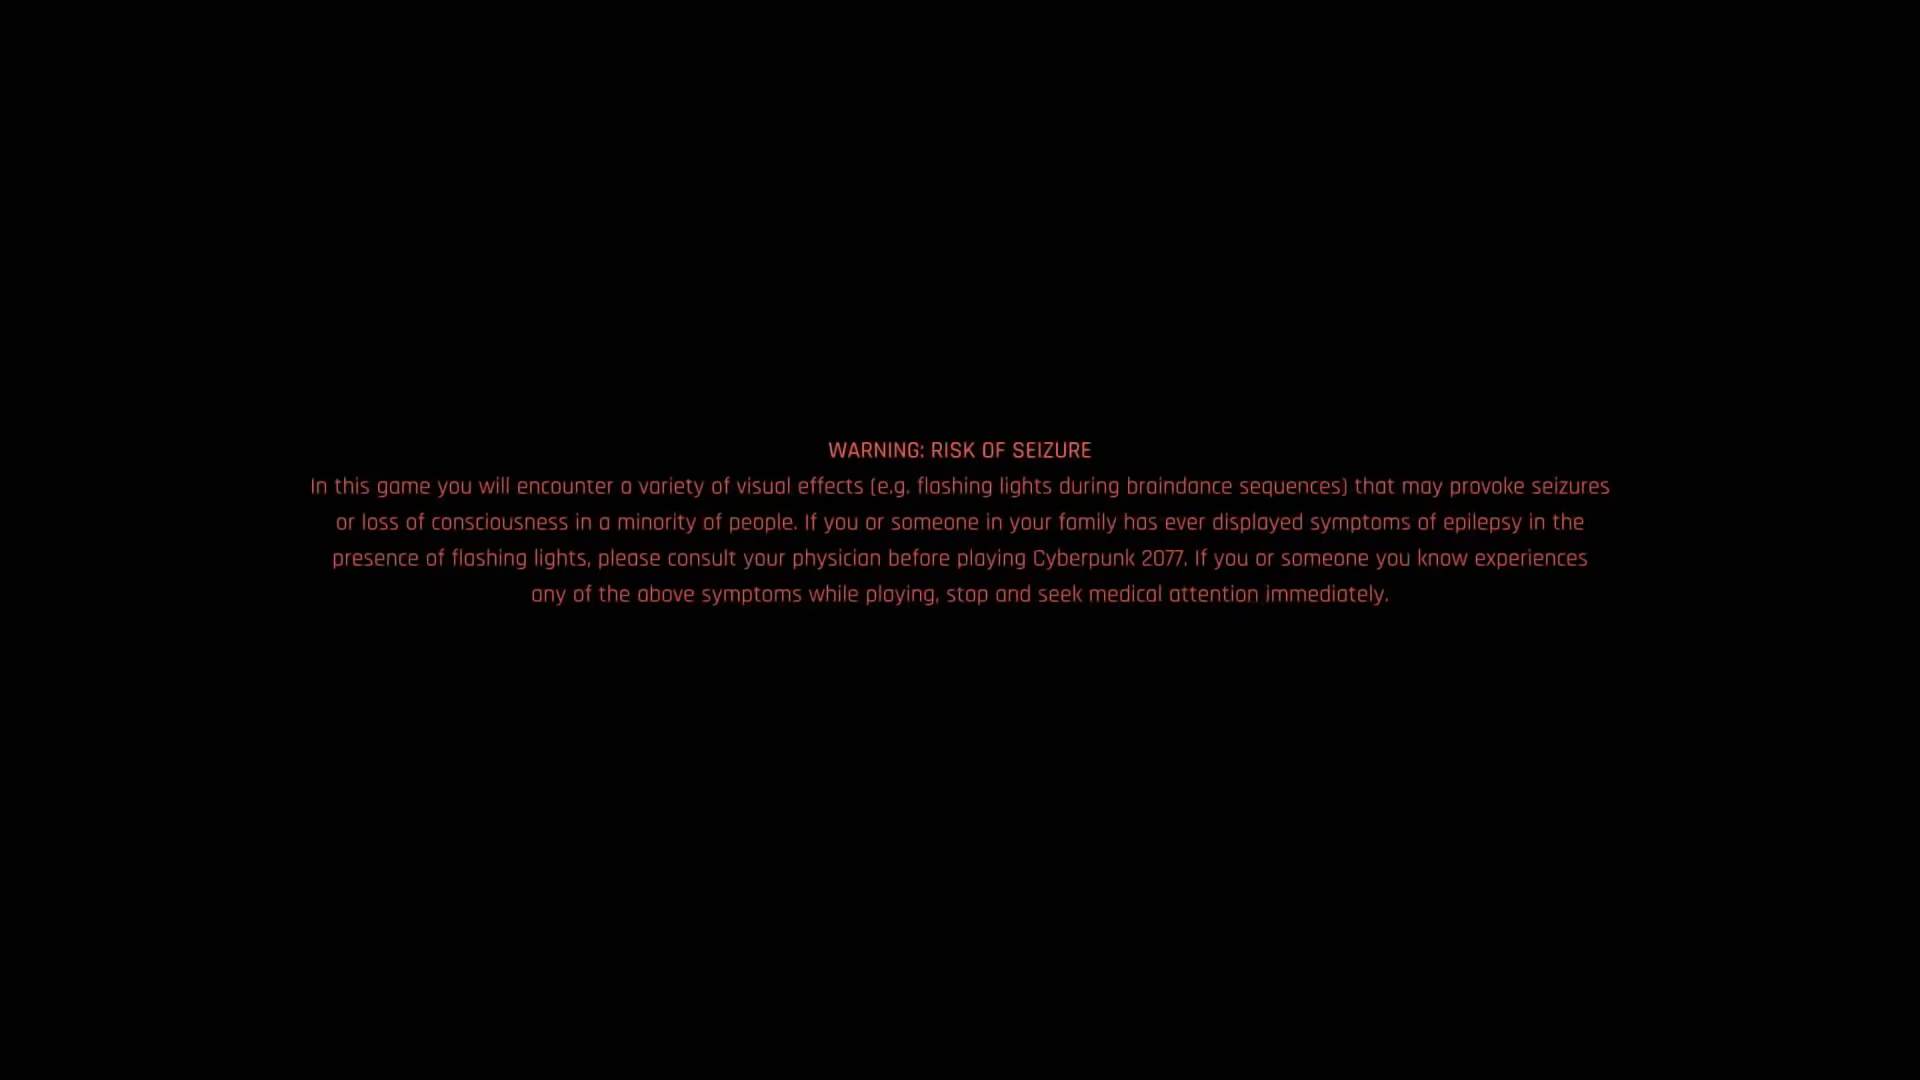 WARNING: RISK OF SEIZURE
In this game you will encounter a variety of visual effects (e.g. flashing lights during braindance sequences) that may provoke seizures
or loss of consciousness in a minority of people. If you or someone in your family has ever displayed symptoms of epilepsy in the
presence of flashing lights, please consult your physician before playing Cyberpunk 2077. If you or someone you know experiences
any of the above symptoms while playing, stop and seek medical attention immediately.